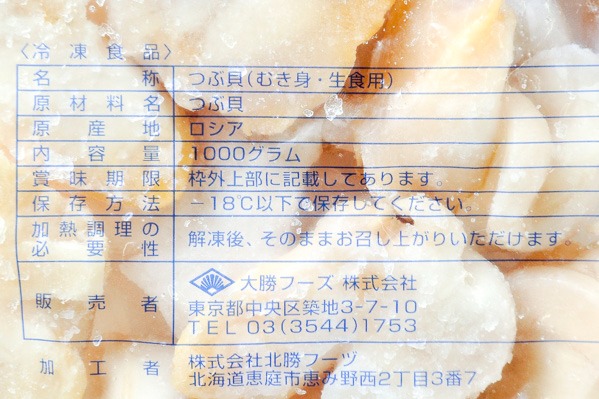 〈冷凍食品〉
名称 つぶ貝(むき身・生食用)
原材料名 つぶ貝
原産地 ロシア
内容量 1000グラム
賞味期限 枠外上部に記載してあります。
保存方法 －18℃以下で保存してください。
加熱調理の必要性 解凍後、そのままお召し上がりいただけます。
販売者 大勝フーズ 株式会社
東京都中央区築地3-7-10
TEL 03(3544)1753
加工者 株式会社北勝フーヅ
北海道恵庭市恵み野西2丁目3番7